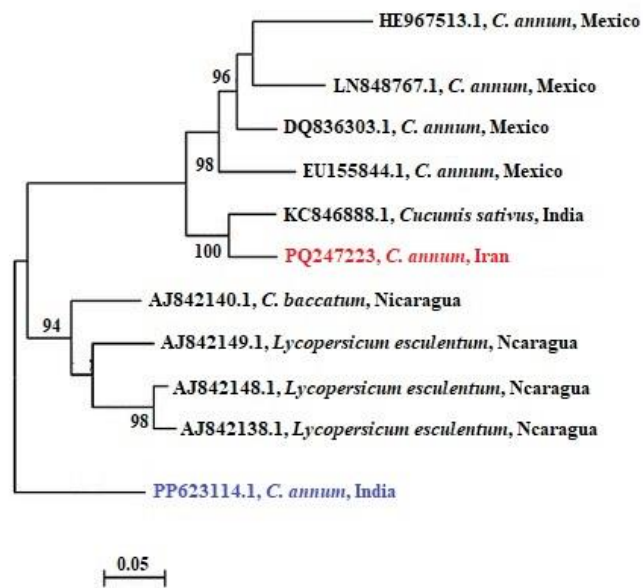 HE967513.1, C. annum, Mexico
96
LN848767.1, C. annum, Mexico
DQ836303.1, C. annum, Mexico
98
EU155844.1, C. annum, Mexico
KC846888.1, Cucumis sativus, India
100
PQ247223, C. annum, Iran
AJ842140.1, C. baccatum, Nicaragua
94
AJ842149.1, Lycopersicum esculentum, Ncaragua
AJ842148.1, Lycopersicum esculentum, Ncaragua
98
AJ842138.1, Lycopersicum esculentum, Ncaragua
PP623114.1, C. annum, India
0.05